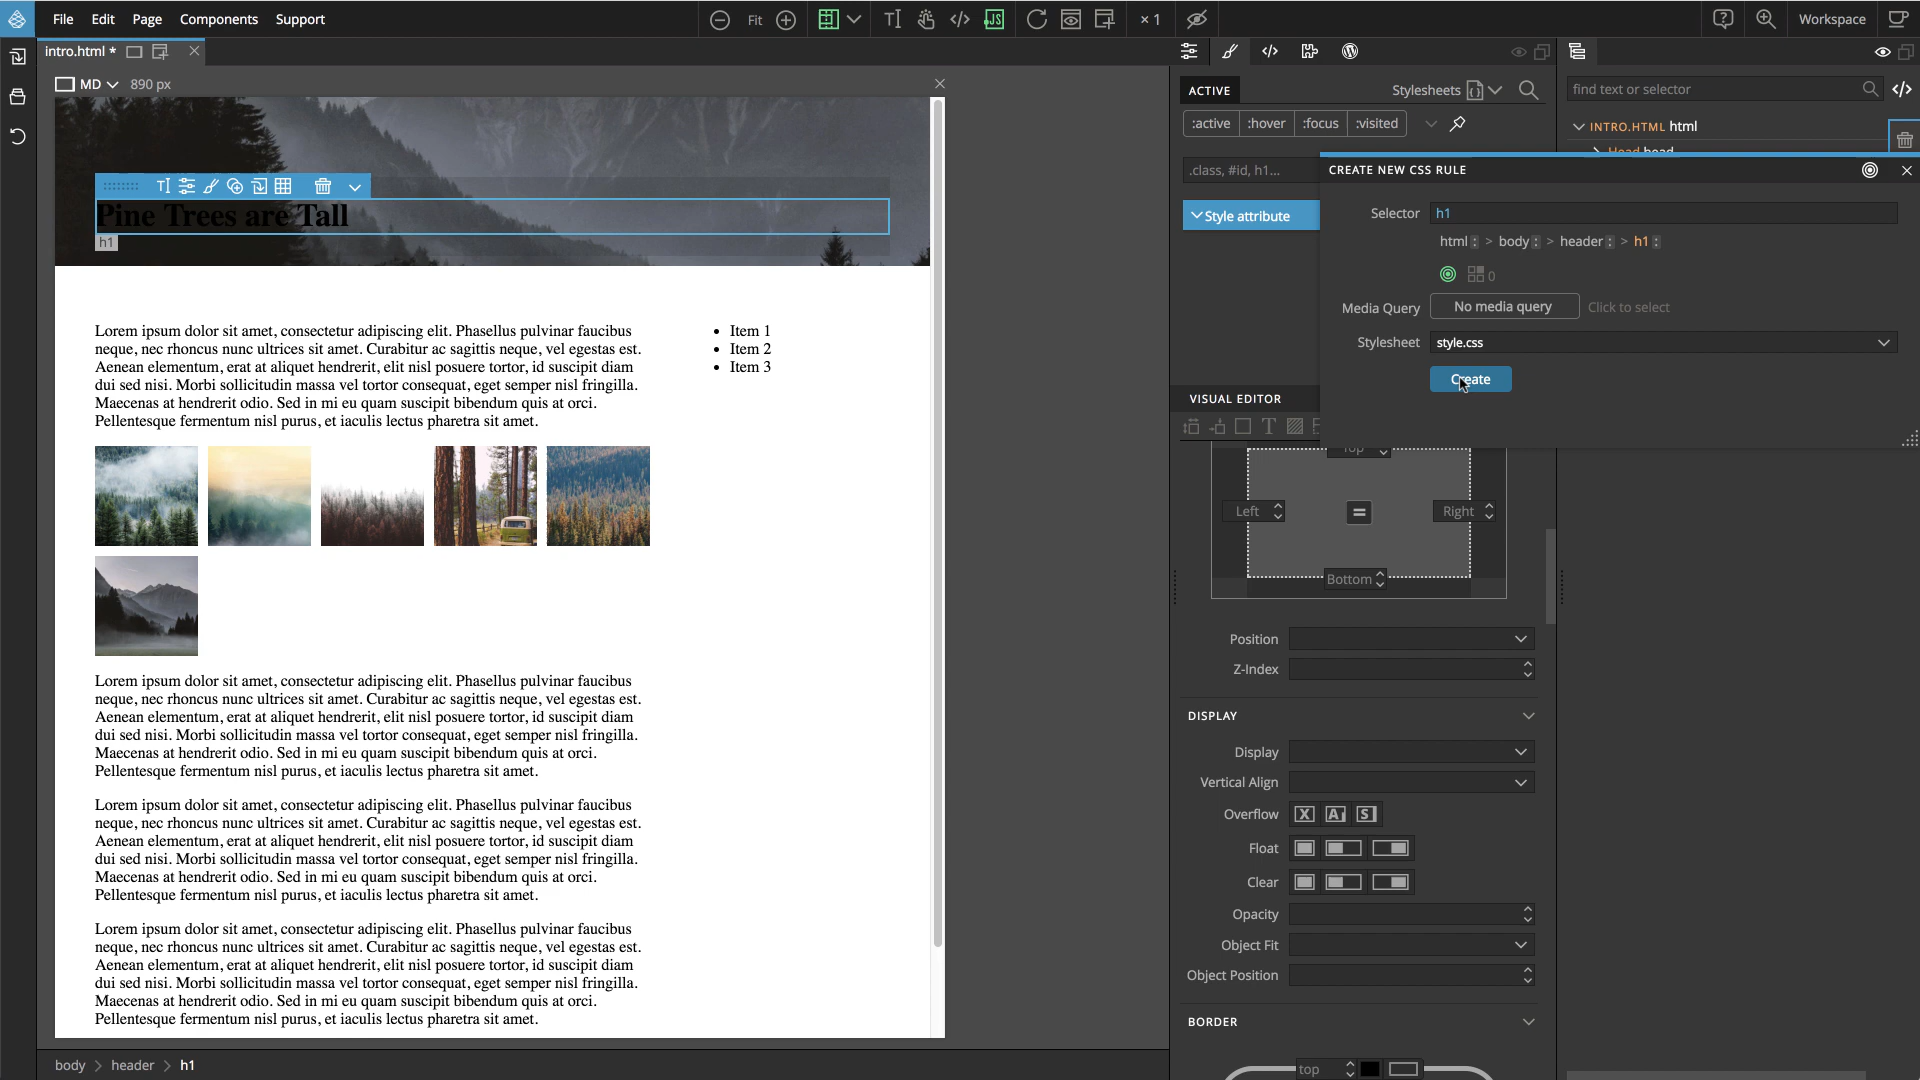 File Edit Page Components Support Fit × 1 Workspace
intro.html *
MD 890 px
Pine Trees are Tall
h1
Lorem ipsum dolor sit amet, consectetur adipiscing elit. Phasellus pulvinar faucibus
neque, nec rhoncus nunc ultrices sit amet. Curabitur ac sagittis neque, vel egestas est.
Aenean elementum, erat at aliquet hendrerit, elit nisl posuere tortor, id suscipit diam
dui sed nisi. Morbi sollicitudin massa vel tortor consequat, eget semper nisl fringilla.
Maecenas at hendrerit odio. Sed in mi eu quam suscipit bibendum quis at orci.
Pellentesque fermentum nisl purus, et iaculis lectus pharetra sit amet.
Item 1
Item 2
Item 3
Lorem ipsum dolor sit amet, consectetur adipiscing elit. Phasellus pulvinar faucibus
neque, nec rhoncus nunc ultrices sit amet. Curabitur ac sagittis neque, vel egestas est.
Aenean elementum, erat at aliquet hendrerit, elit nisl posuere tortor, id suscipit diam
dui sed nisi. Morbi sollicitudin massa vel tortor consequat, eget semper nisl fringilla.
Maecenas at hendrerit odio. Sed in mi eu quam suscipit bibendum quis at orci.
Pellentesque fermentum nisl purus, et iaculis lectus pharetra sit amet.
Lorem ipsum dolor sit amet, consectetur adipiscing elit. Phasellus pulvinar faucibus
neque, nec rhoncus nunc ultrices sit amet. Curabitur ac sagittis neque, vel egestas est.
Aenean elementum, erat at aliquet hendrerit, elit nisl posuere tortor, id suscipit diam
dui sed nisi. Morbi sollicitudin massa vel tortor consequat, eget semper nisl fringilla.
Maecenas at hendrerit odio. Sed in mi eu quam suscipit bibendum quis at orci.
Pellentesque fermentum nisl purus, et iaculis lectus pharetra sit amet.
Lorem ipsum dolor sit amet, consectetur adipiscing elit. Phasellus pulvinar faucibus
neque, nec rhoncus nunc ultrices sit amet. Curabitur ac sagittis neque, vel egestas est.
Aenean elementum, erat at aliquet hendrerit, elit nisl posuere tortor, id suscipit diam
dui sed nisi. Morbi sollicitudin massa vel tortor consequat, eget semper nisl fringilla.
Maecenas at hendrerit odio. Sed in mi eu quam suscipit bibendum quis at orci.
Pellentesque fermentum nisl purus, et iaculis lectus pharetra sit amet.
body > header > h1
ACTIVE Stylesheets
:active :hover :focus :visited
.class, #id, h1...
Style attribute
VISUAL EDITOR
Top
Left = Right
Bottom
Position
Z-Index
DISPLAY
Display
Vertical Align
Overflow X A S
Float
Clear
Opacity
Object Fit
Object Position
BORDER
top
find text or selector
INTRO.HTML html
Head head
CREATE NEW CSS RULE
Selector h1
html : > body : > header : > h1 :
0
Media Query No media query Click to select
Stylesheet style.css
Create